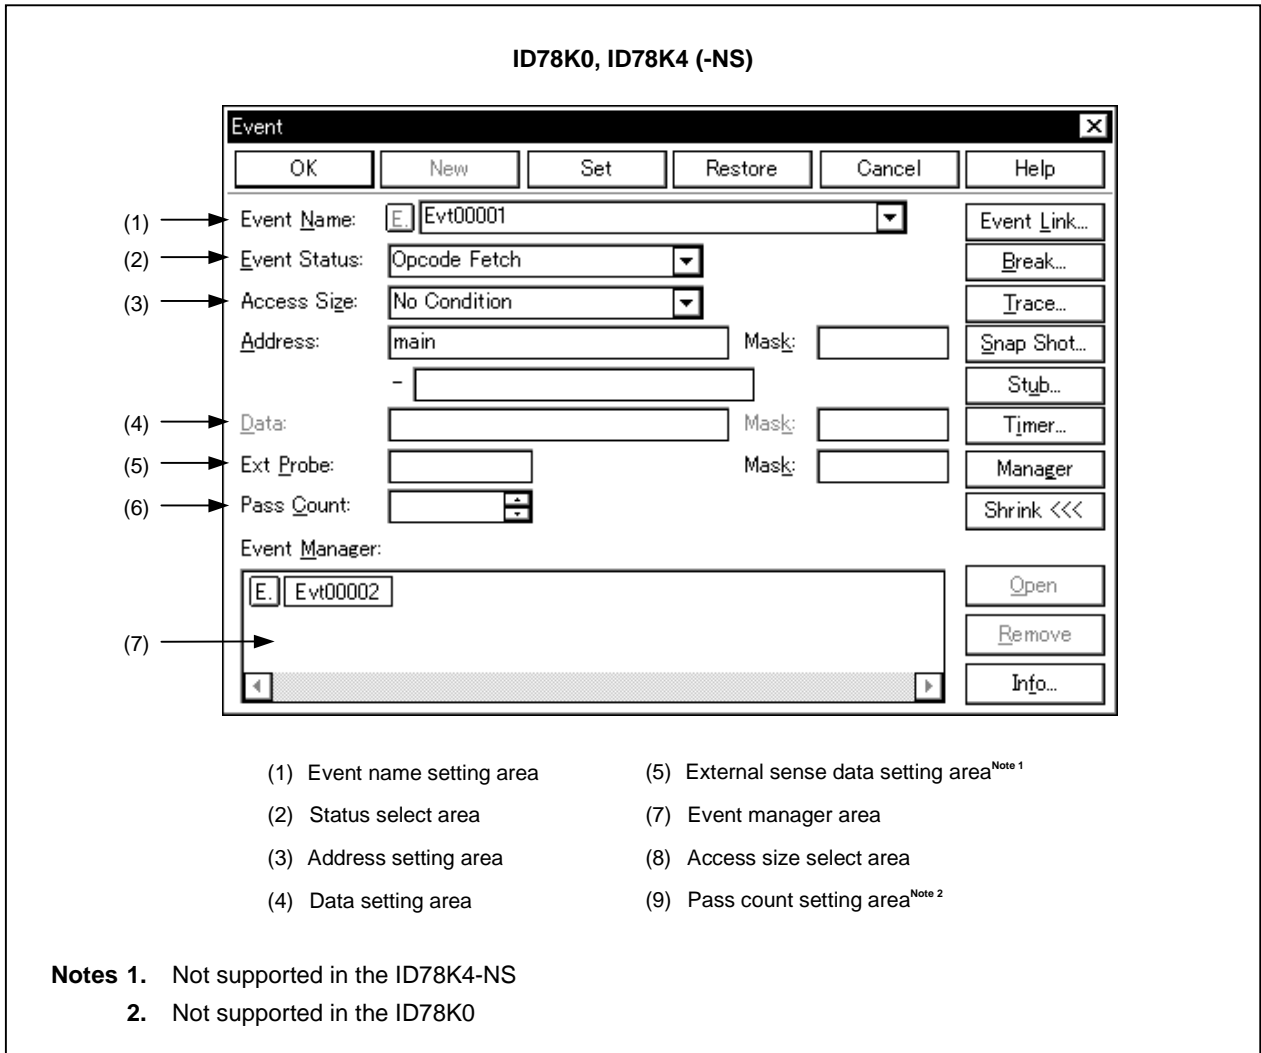 ID78K0, ID78K4 (-NS)
Event
OK New Set Restore Cancel Help
(1) Event Name: E. Evt00001 Event Link...
(2) Event Status: Opcode Fetch Break...
(3) Access Size: No Condition Trace...
Address: main Mask: Snap Shot...
- Stub...
(4) Data: Mask: Timer...
(5) Ext Probe: Mask: Manager
(6) Pass Count: Shrink <<<
Event Manager:
E. Evt00002 Open
(7) Remove
Info...
(1) Event name setting area (5) External sense data setting area Note 1
(2) Status select area (7) Event manager area
(3) Address setting area (8) Access size select area
(4) Data setting area (9) Pass count setting area Note 2
Notes 1. Not supported in the ID78K4-NS
2. Not supported in the ID78K0